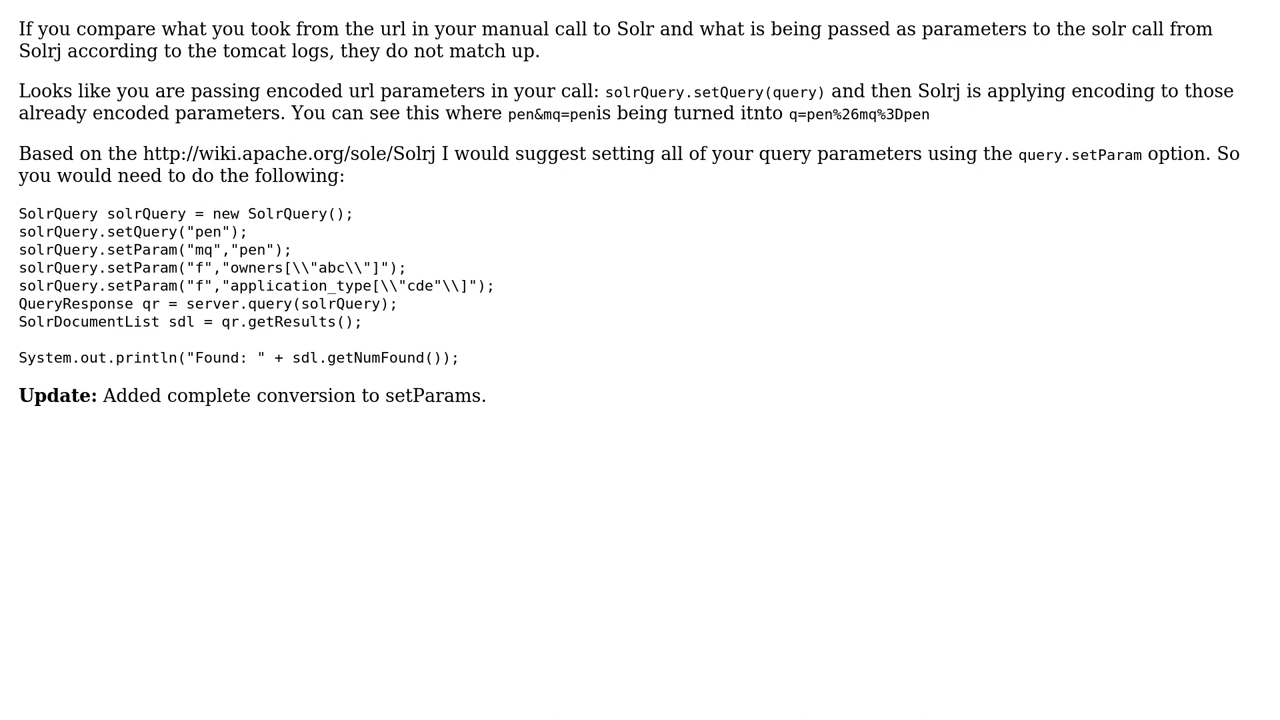 If you compare what you took from the url in your manual call to Solr and what is being passed as parameters to the solr call from
Solrj according to the tomcat logs, they do not match up.
Looks like you are passing encoded url parameters in your call: solrQuery.setQuery(query) and then Solrj is applying encoding to those
already encoded parameters. You can see this where pen&mq=penis being turned itnto q=pen%26mq%3Dpen
Based on the http://wiki.apache.org/sole/Solrj I would suggest setting all of your query parameters using the query.setParam option. So
you would need to do the following:
SolrQuery solrQuery = new SolrQuery();
solrQuery.setQuery("pen");
solrQuery.setParam("mq","pen");
solrQuery.setParam("f","owners[\\"abc\\"]");
solrQuery.setParam("f","application_type[\\"cde"\\]");
QueryResponse qr = server.query(solrQuery);
SolrDocumentList sdl = qr.getResults();
System.out.println("Found: " + sdl.getNumFound());
Update: Added complete conversion to setParams.